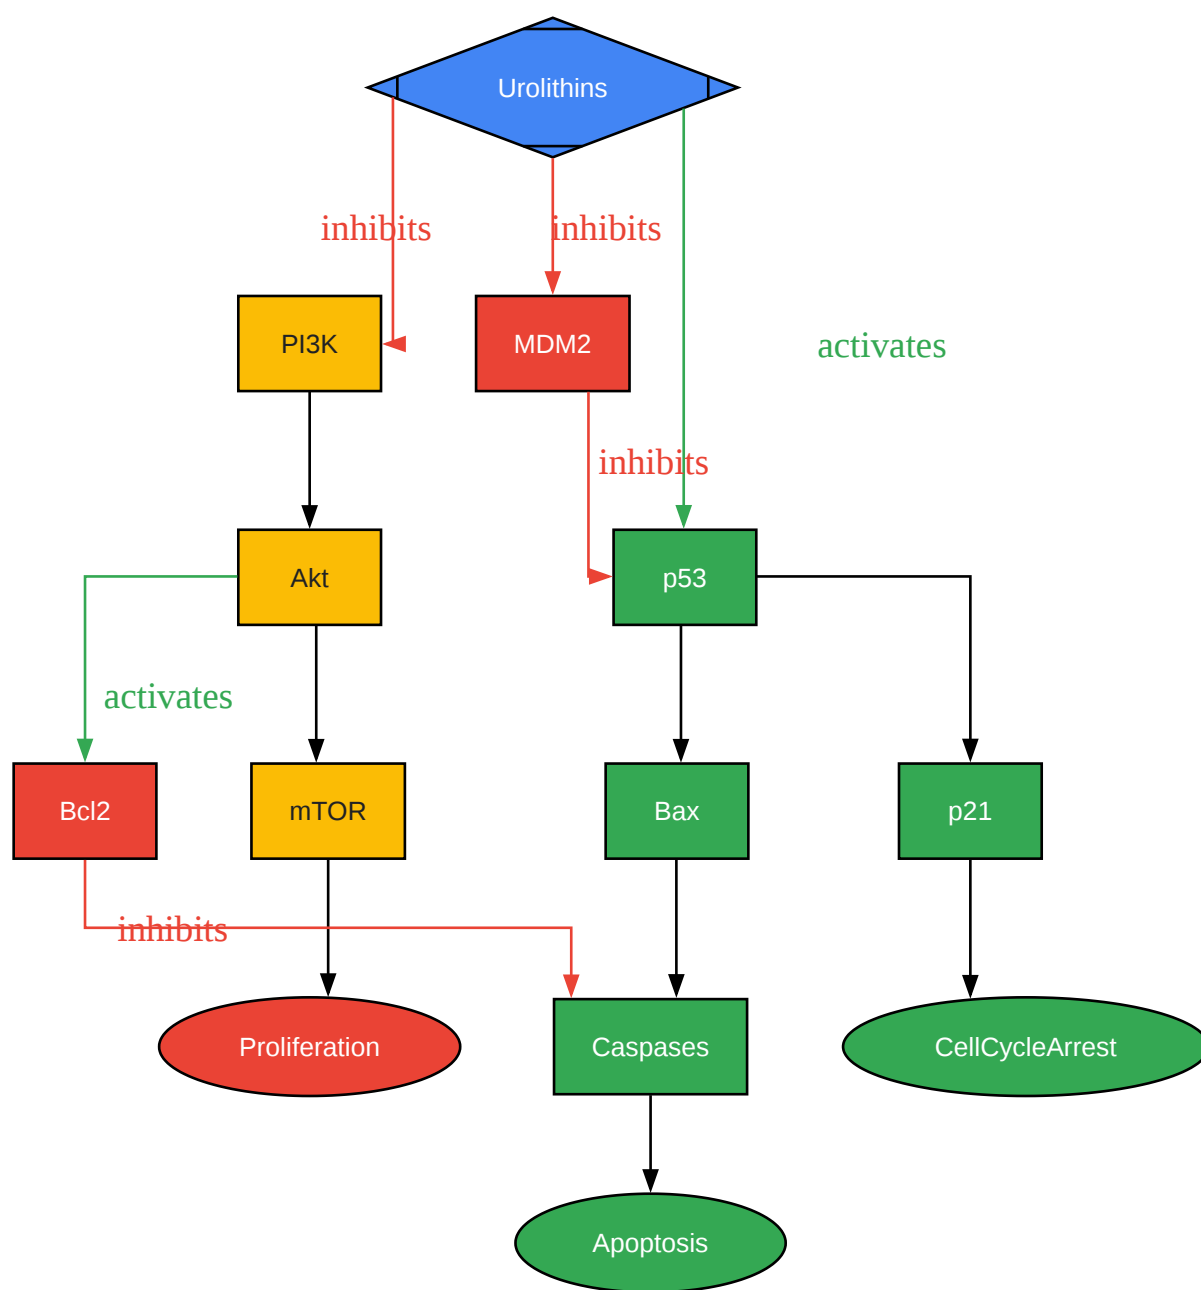 Urolithins
inhibits
inhibits
PI3K
MDM2
activates
inhibits
Akt
p53
activates
Bcl2
mTOR
Bax
p21
inhibits
Proliferation
Caspases
CellCycleArrest
Apoptosis